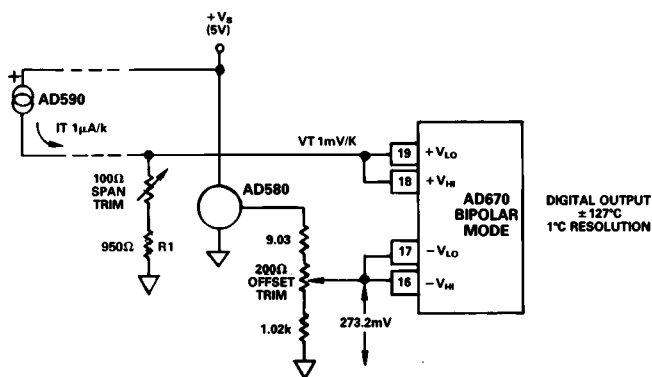 +VS
(5V)
+
AD590
IT 1µA/k
VT 1mV/K
100Ω
SPAN
TRIM
950Ω R1
AD580
9.03
200Ω
OFFSET
TRIM
1.02k
273.2mV
19 +VLO
18 +VHI
AD670
BIPOLAR
MODE
17 −VLO
16 −VHI
DIGITAL OUTPUT
± 127°C
1°C RESOLUTION